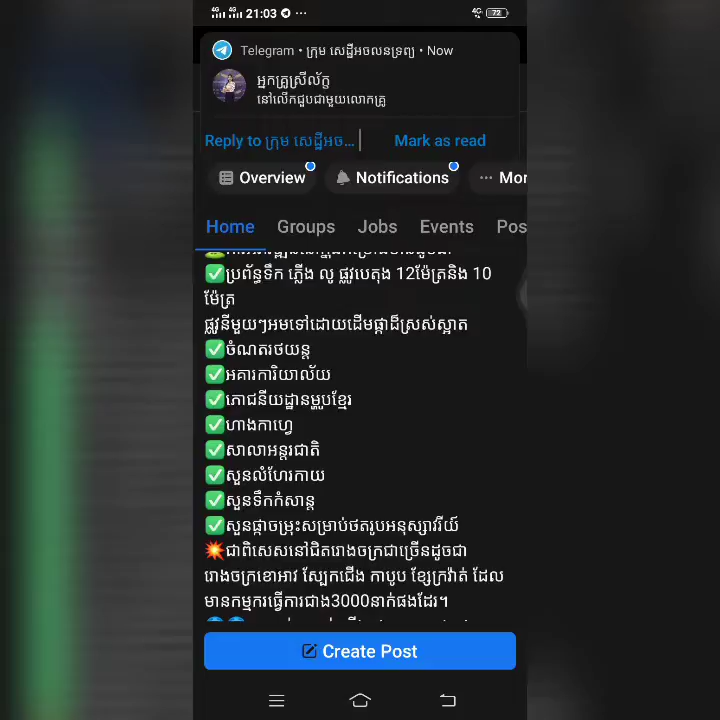 4G 4G 21:03 ··· 4G 72
Telegram • ក្រុម សេដ្ឋីអចលនទ្រព្យ • Now
អ្នកគ្រូស្រីល័ក្ខ
នៅលើកជួបជាមួយលោកគ្រូ
Reply to ក្រុម សេដ្ឋីអច... Mark as read
Overview Notifications ··· Mor
Home Groups Jobs Events Pos
✅ប្រព័ន្ធទឹក ភ្លើង លូ ផ្លូវបេតុង 12ម៉ែត្រនិង 10
ម៉ែត្រ
ផ្លូវនីមួយៗអមទៅដោយដើមផ្កាដ៏ស្រស់ស្អាត
✅ចំណតរថយន្ត
✅អគារការិយាល័យ
✅ភោជនីយដ្ឋានម្ហូបខ្មែរ
✅ហាងកាហ្វេ
✅សាលាអន្តរជាតិ
✅សួនលំហែរកាយ
✅សួនទឹកកំសាន្ត
✅សួនផ្កាចម្រុះសម្រាប់ថតរូបអនុស្សាវរីយ៍
💥ជាពិសេសនៅជិតរោងចក្រជាច្រើនដូចជា
រោងចក្រខោអាវ ស្បែកជើង កាបូប ខ្សែក្រវ៉ាត់ ដែល
មានកម្មករធ្វើការជាង3000នាក់ផងដែរ។
Create Post